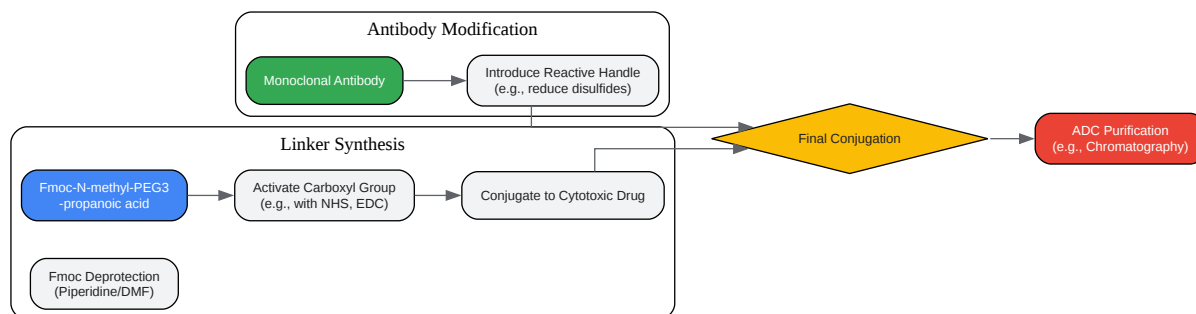 Antibody Modification
Monoclonal Antibody
Introduce Reactive Handle
(e.g., reduce disulfides)
Linker Synthesis
Fmoc-N-methyl-PEG3
-propanoic acid
Activate Carboxyl Group
(e.g., with NHS, EDC)
Conjugate to Cytotoxic Drug
Fmoc Deprotection
(Piperidine/DMF)
Final Conjugation
ADC Purification
(e.g., Chromatography)